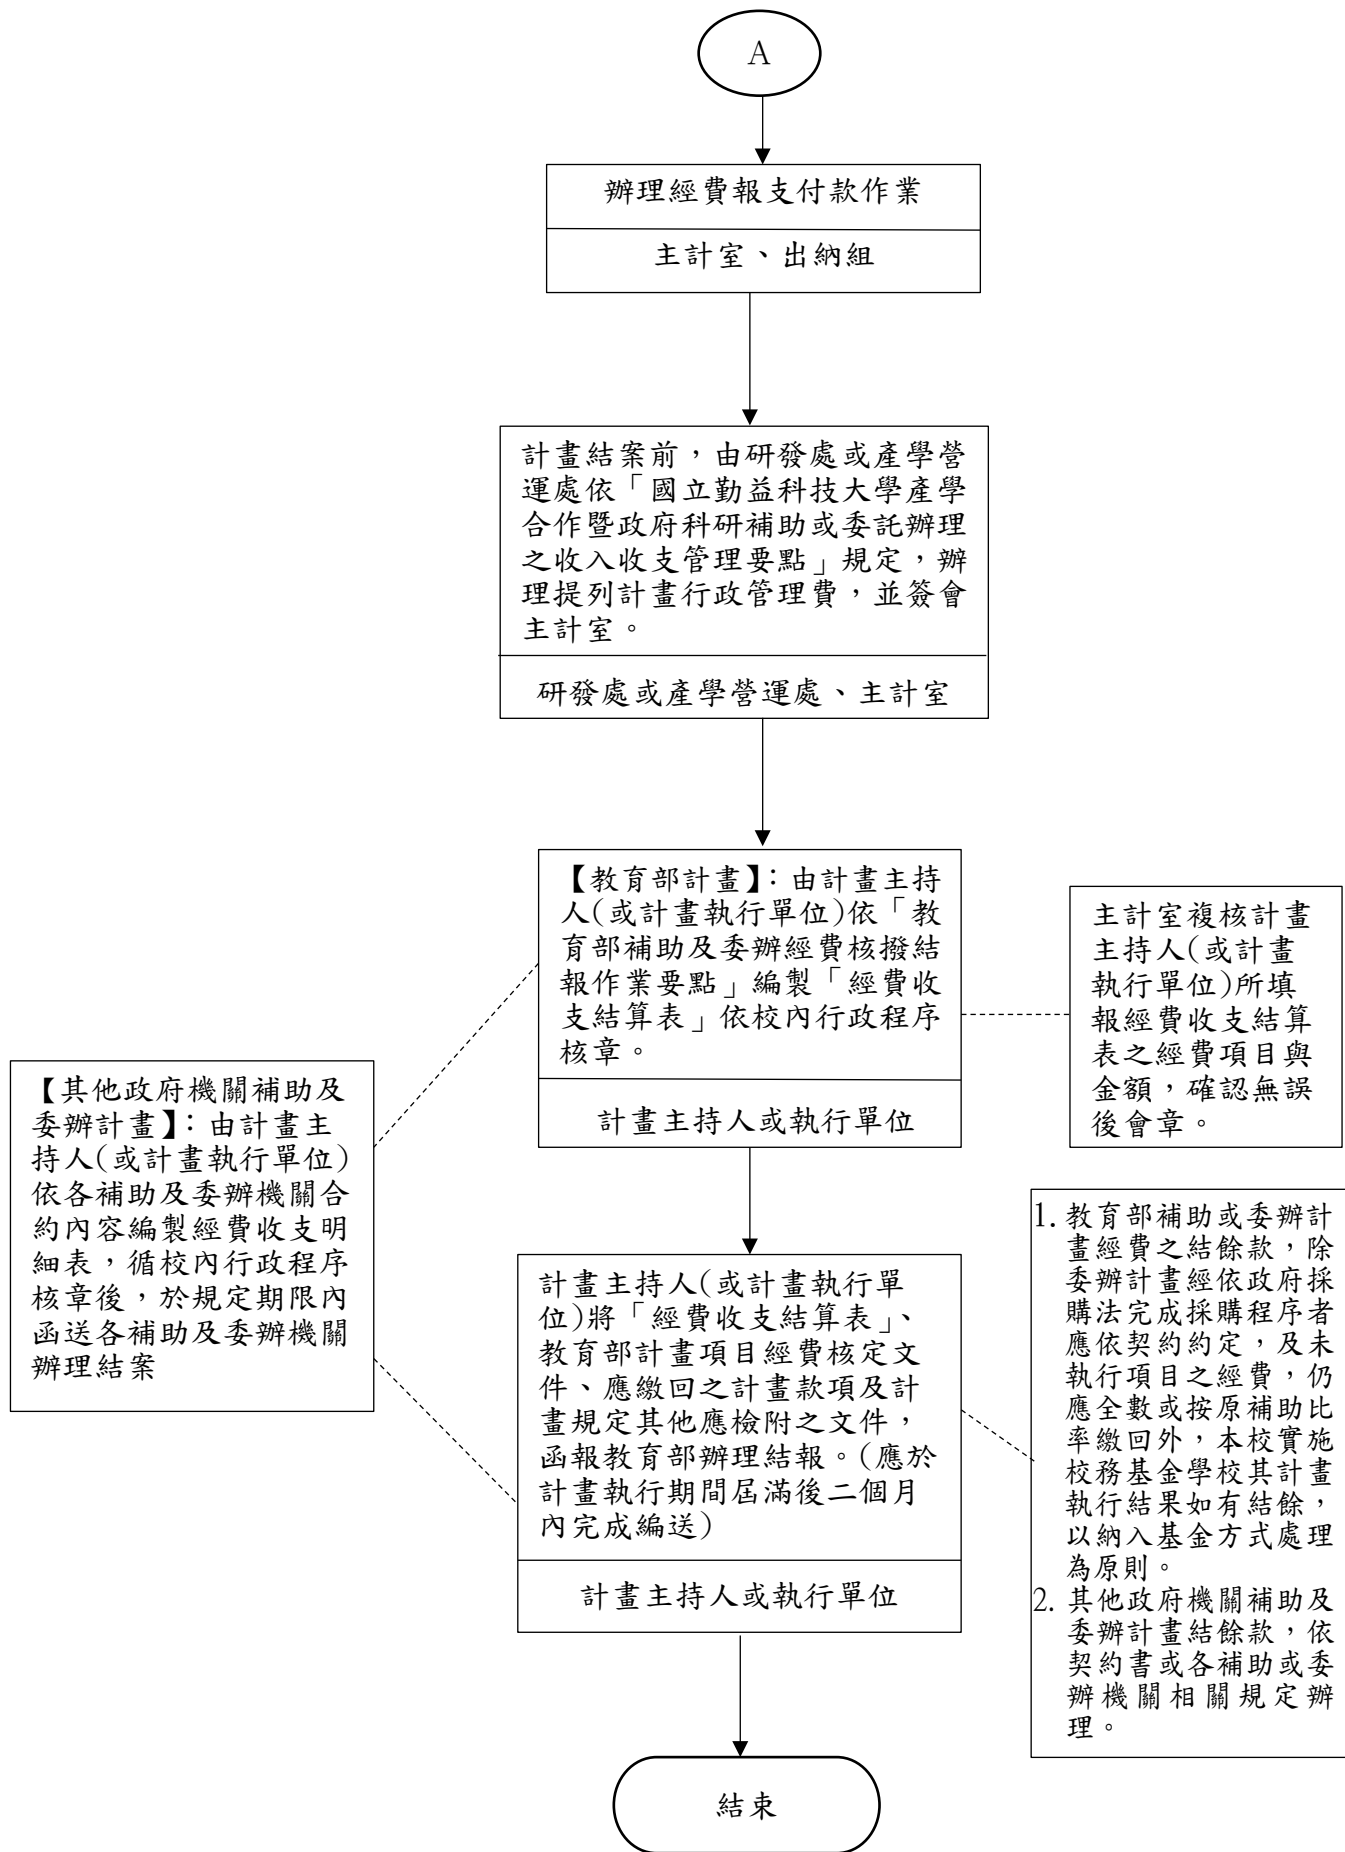 A
辦理經費報支付款作業
主計室、出納組
計畫結案前，由研發處或產學營
運處依「國立勤益科技大學產學
合作暨政府科研補助或委託辦理
之收入收支管理要點」規定，辦
理提列計畫行政管理費，並簽會
主計室。
研發處或產學營運處、主計室
【教育部計畫】：由計畫主持
人(或計畫執行單位)依「教
育部補助及委辦經費核撥結
報作業要點」編製「經費收
支結算表」依校內行政程序
核章。
計畫主持人或執行單位
主計室複核計畫
主持人(或計畫
執行單位)所填
報經費收支結算
表之經費項目與
金額，確認無誤
後會章。
【其他政府機關補助及
委辦計畫】：由計畫主
持人(或計畫執行單位)
依各補助及委辦機關合
約內容編製經費收支明
細表，循校內行政程序
核章後，於規定期限內
函送各補助及委辦機關
辦理結案
計畫主持人(或計畫執行單
位)將「經費收支結算表」、
教育部計畫項目經費核定文
件、應繳回之計畫款項及計
畫規定其他應檢附之文件，
函報教育部辦理結報。(應於
計畫執行期間屆滿後二個月
內完成編送)
計畫主持人或執行單位
1. 教育部補助或委辦計
畫經費之結餘款，除
委辦計畫經依政府採
購法完成採購程序者
應依契約約定，及未
執行項目之經費，仍
應全數或按原補助比
率繳回外，本校實施
校務基金學校其計畫
執行結果如有結餘，
以納入基金方式處理
為原則。
2. 其他政府機關補助及
委辦計畫結餘款，依
契約書或各補助或委
辦機關相關規定辦
理。
結束